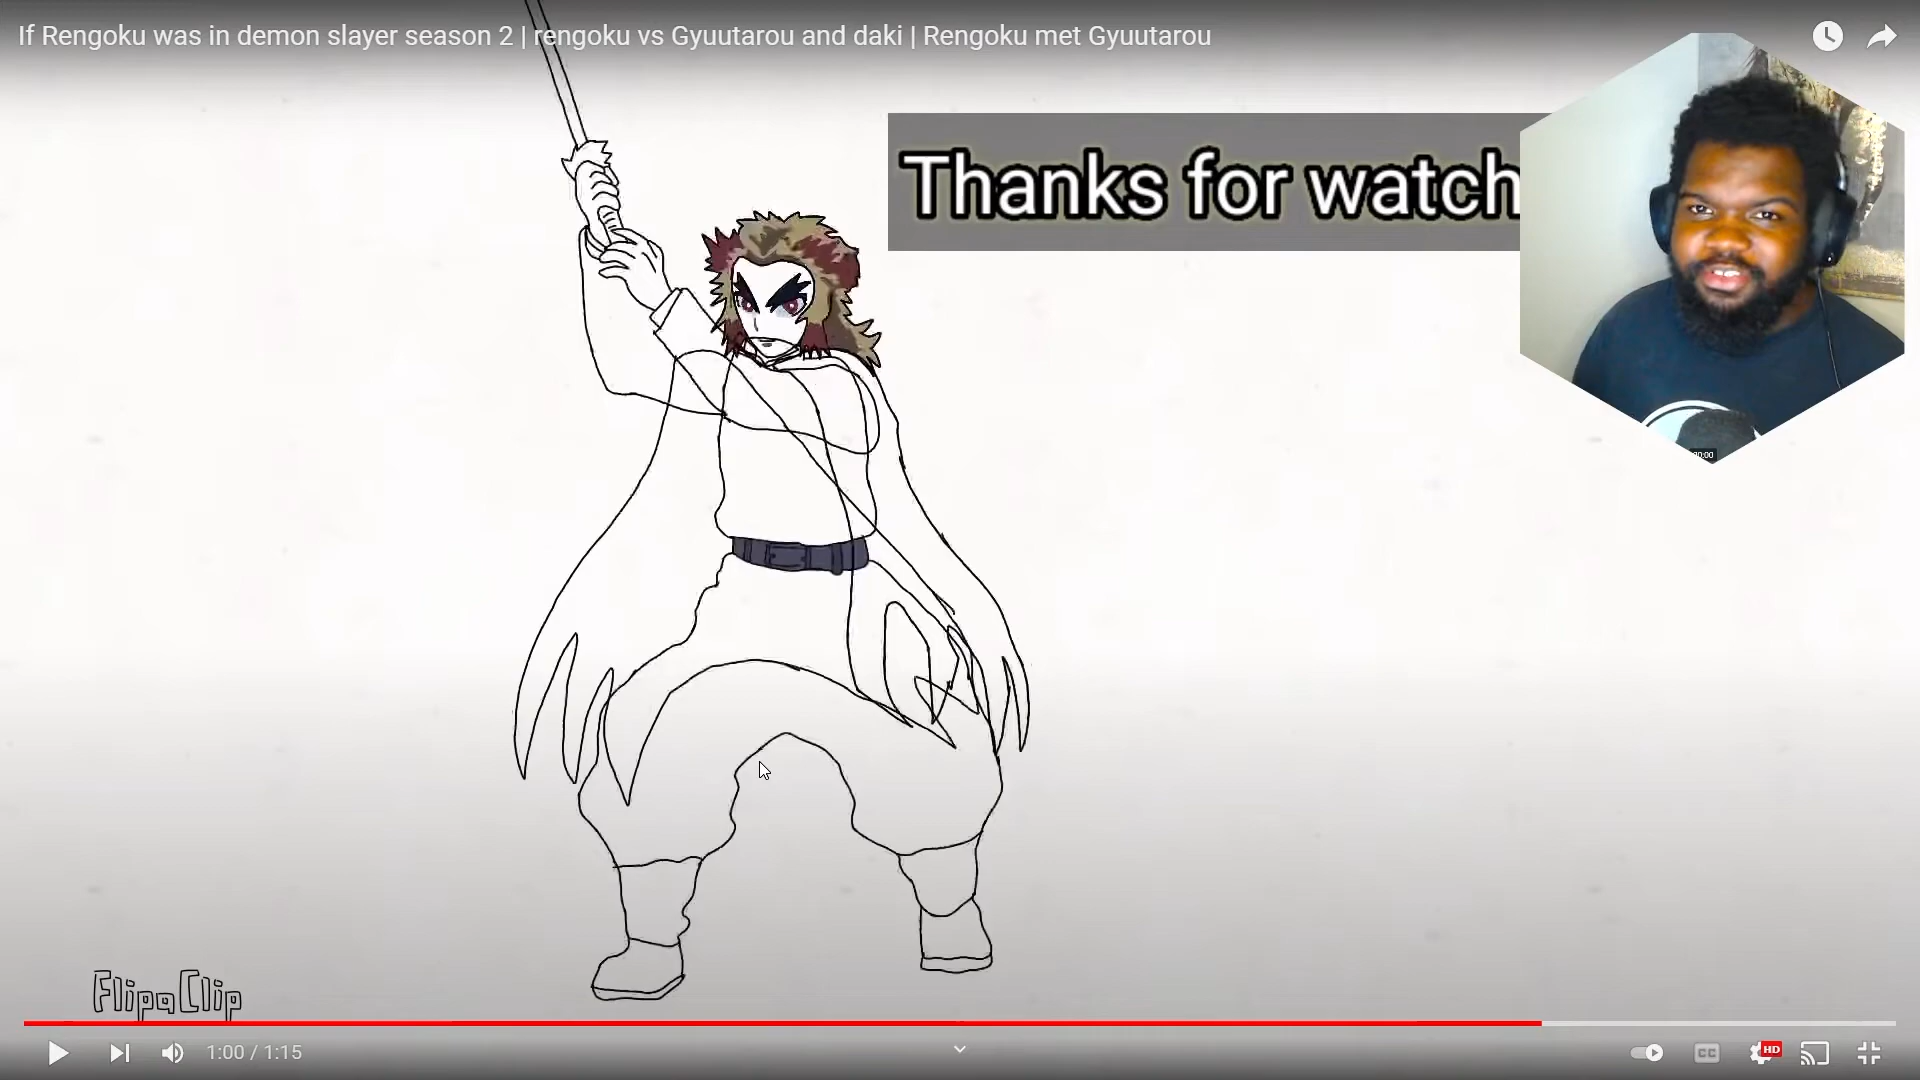 If Rengoku was in demon slayer season 2 | rengoku vs Gyuutarou and daki | Rengoku met Gyuutarou
Thanks for watch
FlipaClip
1:00 / 1:15
CC
HD